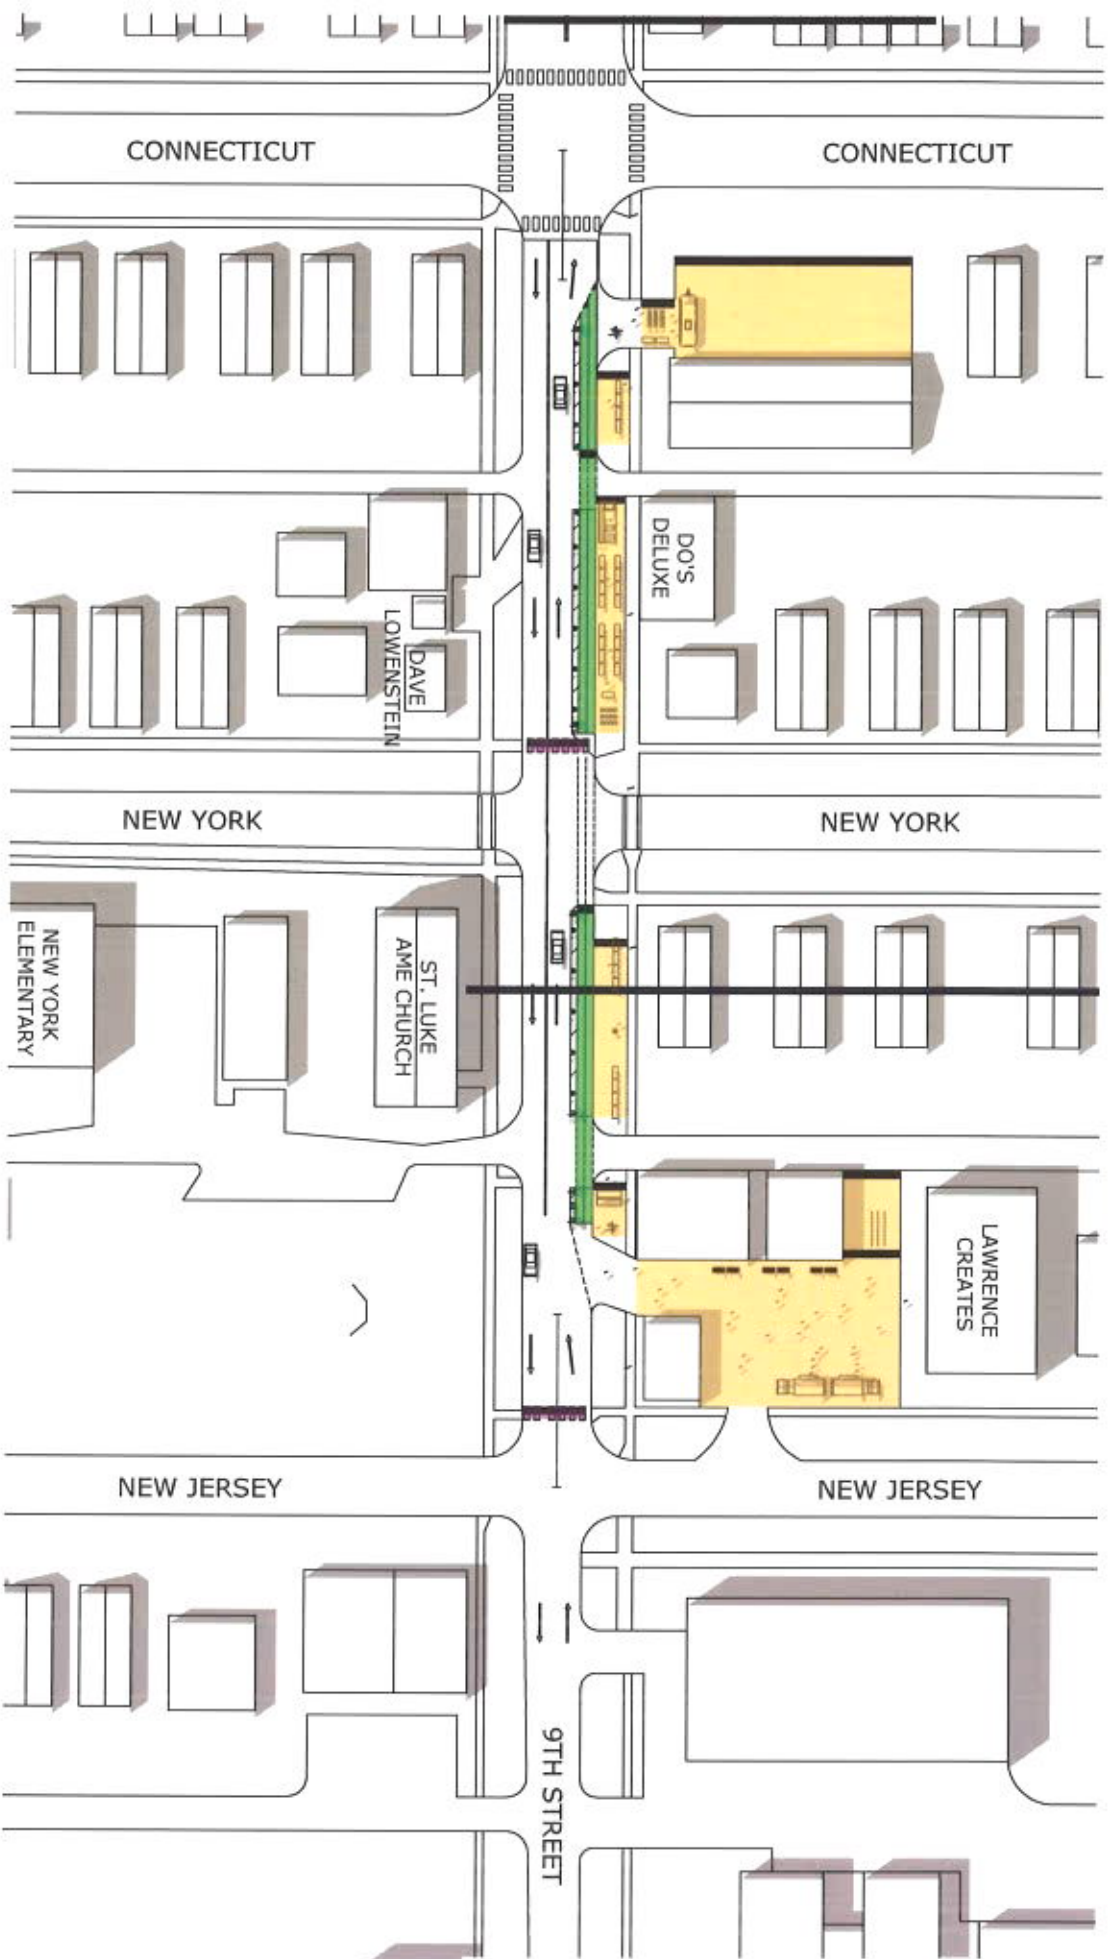 CONNECTICUT
CONNECTICUT
DO'S
DELUXE
DAVE
LOWENSTEIN
NEW YORK
NEW YORK
NEW YORK
ELEMENTARY
ST. LUKE
AME CHURCH
LAWRENCE
CREATES
NEW JERSEY
NEW JERSEY
9TH STREET